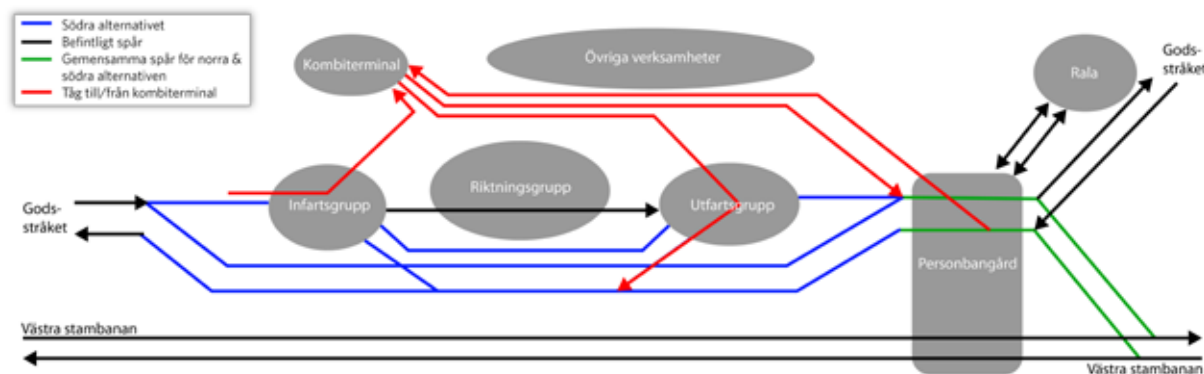 Södra alternativet
Befintligt spår
Gemensamma spår för norra &
södra alternativen
Tåg till/från kombiterminal
Kombiterminal
Övriga verksamheter
Rala
Gods-
stråket
Gods-
stråket
Infartsgrupp
Riktningsgrupp
Utfartsgrupp
Personbangård
Västra stambanan
Västra stambanan